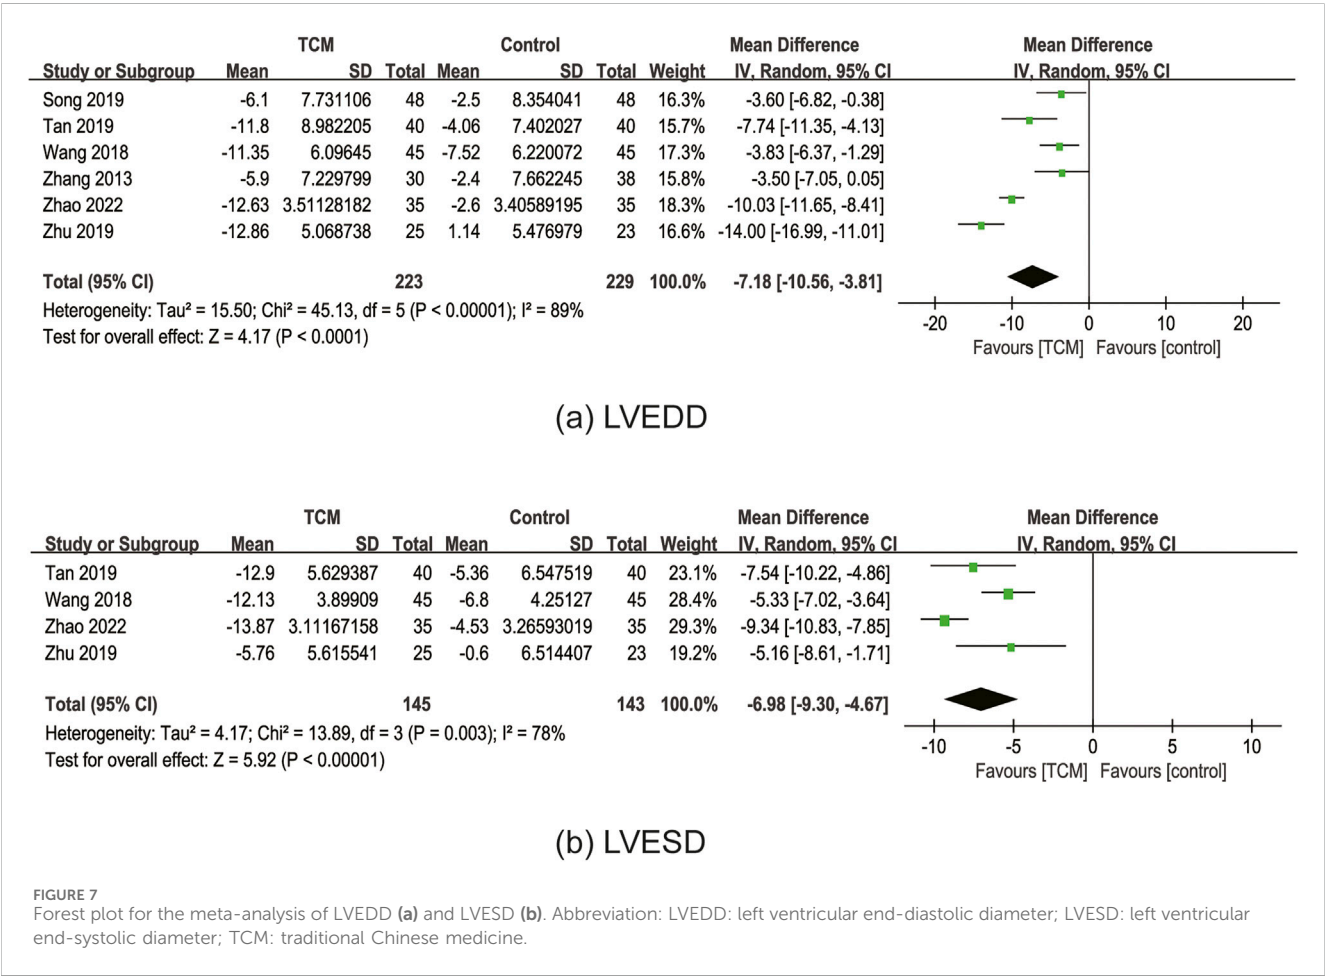 TCM Control Mean Difference Mean Difference
Study or Subgroup Mean SD Total Mean SD Total Weight IV, Random, 95% CI IV, Random, 95% CI
Song 2019 -6.1 7.731106 48 -2.5 8.354041 48 16.3% -3.60 [-6.82, -0.38]
Tan 2019 -11.8 8.982205 40 -4.06 7.402027 40 15.7% -7.74 [-11.35, -4.13]
Wang 2018 -11.35 6.09645 45 -7.52 6.220072 45 17.3% -3.83 [-6.37, -1.29]
Zhang 2013 -5.9 7.229799 30 -2.4 7.662245 38 15.8% -3.50 [-7.05, 0.05]
Zhao 2022 -12.63 3.51128182 35 -2.6 3.40589195 35 18.3% -10.03 [-11.65, -8.41]
Zhu 2019 -12.86 5.068738 25 1.14 5.476979 23 16.6% -14.00 [-16.99, -11.01]
Total (95% CI) 223 229 100.0% -7.18 [-10.56, -3.81]
Heterogeneity: Tau² = 15.50; Chi² = 45.13, df = 5 (P < 0.00001); I² = 89%
Test for overall effect: Z = 4.17 (P < 0.0001)
-20 -10 0 10 20
Favours [TCM] Favours [control]
(a) LVEDD
TCM Control Mean Difference Mean Difference
Study or Subgroup Mean SD Total Mean SD Total Weight IV, Random, 95% CI IV, Random, 95% CI
Tan 2019 -12.9 5.629387 40 -5.36 6.547519 40 23.1% -7.54 [-10.22, -4.86]
Wang 2018 -12.13 3.89909 45 -6.8 4.25127 45 28.4% -5.33 [-7.02, -3.64]
Zhao 2022 -13.87 3.11167158 35 -4.53 3.26593019 35 29.3% -9.34 [-10.83, -7.85]
Zhu 2019 -5.76 5.615541 25 -0.6 6.514407 23 19.2% -5.16 [-8.61, -1.71]
Total (95% CI) 145 143 100.0% -6.98 [-9.30, -4.67]
Heterogeneity: Tau² = 4.17; Chi² = 13.89, df = 3 (P = 0.003); I² = 78%
Test for overall effect: Z = 5.92 (P < 0.00001)
-10 -5 0 5 10
Favours [TCM] Favours [control]
(b) LVESD
FIGURE 7
Forest plot for the meta-analysis of LVEDD (a) and LVESD (b). Abbreviation: LVEDD: left ventricular end-diastolic diameter; LVESD: left ventricular
end-systolic diameter; TCM: traditional Chinese medicine.